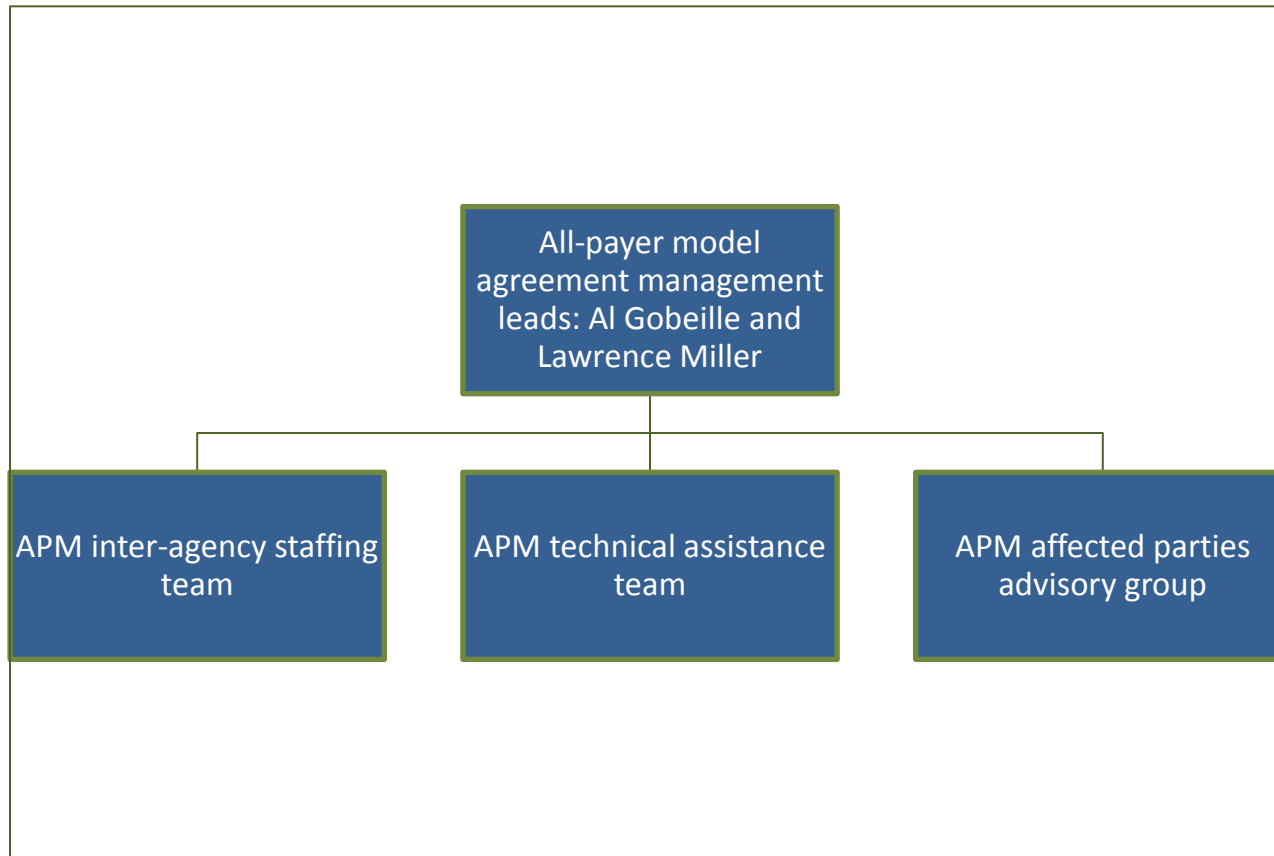 All-payer model
agreement management
leads: Al Gobeille and
Lawrence Miller
APM inter-agency staffing
team
APM technical assistance
team
APM affected parties
advisory group